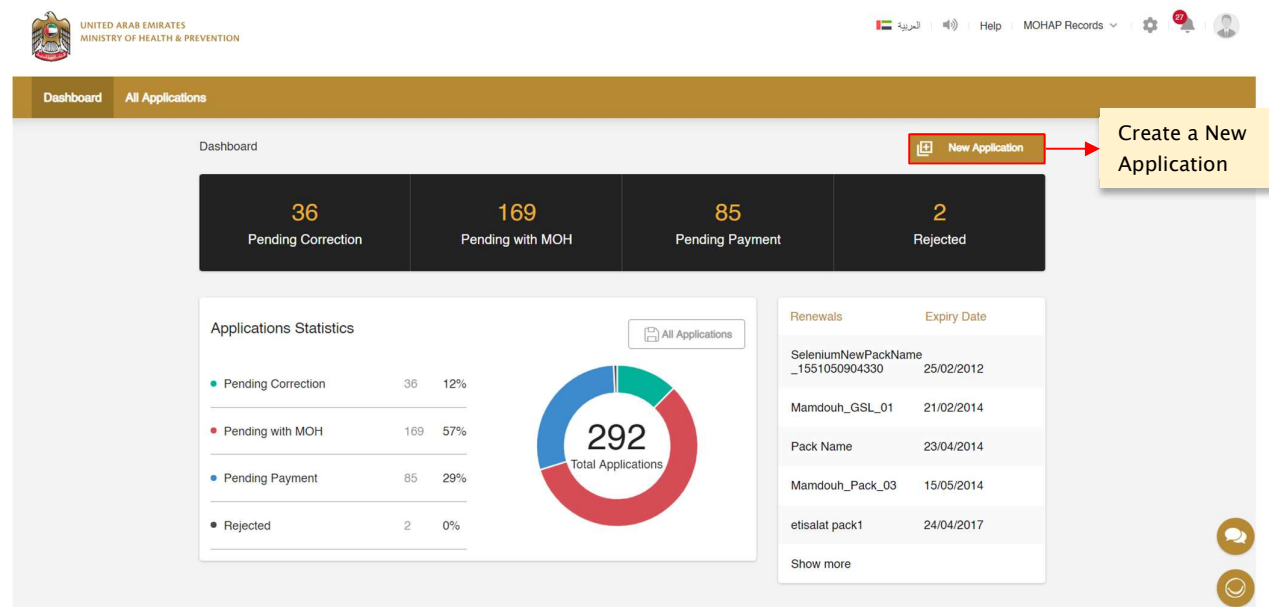 UNITED ARAB EMIRATES
MINISTRY OF HEALTH & PREVENTION
العربية
Help
MOHAP Records
27
Dashboard
All Applications
Dashboard
New Application
Create a New
Application
36
Pending Correction
169
Pending with MOH
85
Pending Payment
2
Rejected
Applications Statistics
All Applications
Pending Correction 36 12%
Pending with MOH 169 57%
Pending Payment 85 29%
Rejected 2 0%
292
Total Applications
Renewals Expiry Date
SeleniumNewPackName
_1551050904330 25/02/2012
Mamdouh_GSL_01 21/02/2014
Pack Name 23/04/2014
Mamdouh_Pack_03 15/05/2014
etisalat pack1 24/04/2017
Show more